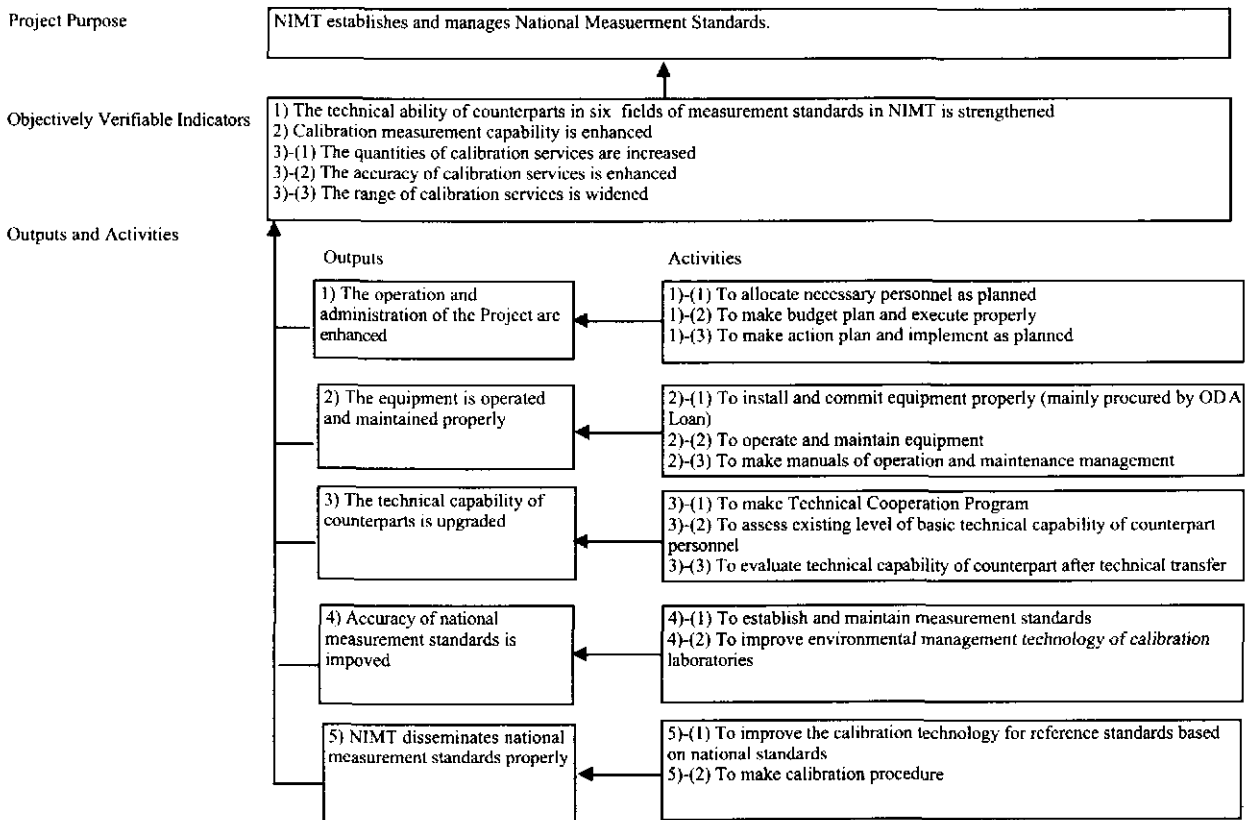 Project Purpose
NIMT establishes and manages National Measuerment Standards.
Objectively Verifiable Indicators
1) The technical ability of counterparts in six fields of measurement standards in NIMT is strengthened
2) Calibration measurement capability is enhanced
3)-(1) The quantities of calibration services are increased
3)-(2) The accuracy of calibration services is enhanced
3)-(3) The range of calibration services is widened
Outputs and Activities
Outputs
Activities
1) The operation and
administration of the Project are
enhanced
1)-(1) To allocate necessary personnel as planned
1)-(2) To make budget plan and execute properly
1)-(3) To make action plan and implement as planned
2) The equipment is operated
and maintained properly
2)-(1) To install and commit equipment properly (mainly procured by ODA
Loan)
2)-(2) To operate and maintain equipment
2)-(3) To make manuals of operation and maintenance management
3) The technical capability of
counterparts is upgraded
3)-(1) To make Technical Cooperation Program
3)-(2) To assess existing level of basic technical capability of counterpart
personnel
3)-(3) To evaluate technical capability of counterpart after technical transfer
4) Accuracy of national
measurement standards is
impoved
4)-(1) To establish and maintain measurement standards
4)-(2) To improve environmental management technology of calibration
laboratories
5) NIMT disseminates national
measurement standards properly
5)-(1) To improve the calibration technology for reference standards based
on national standards
5)-(2) To make calibration procedure